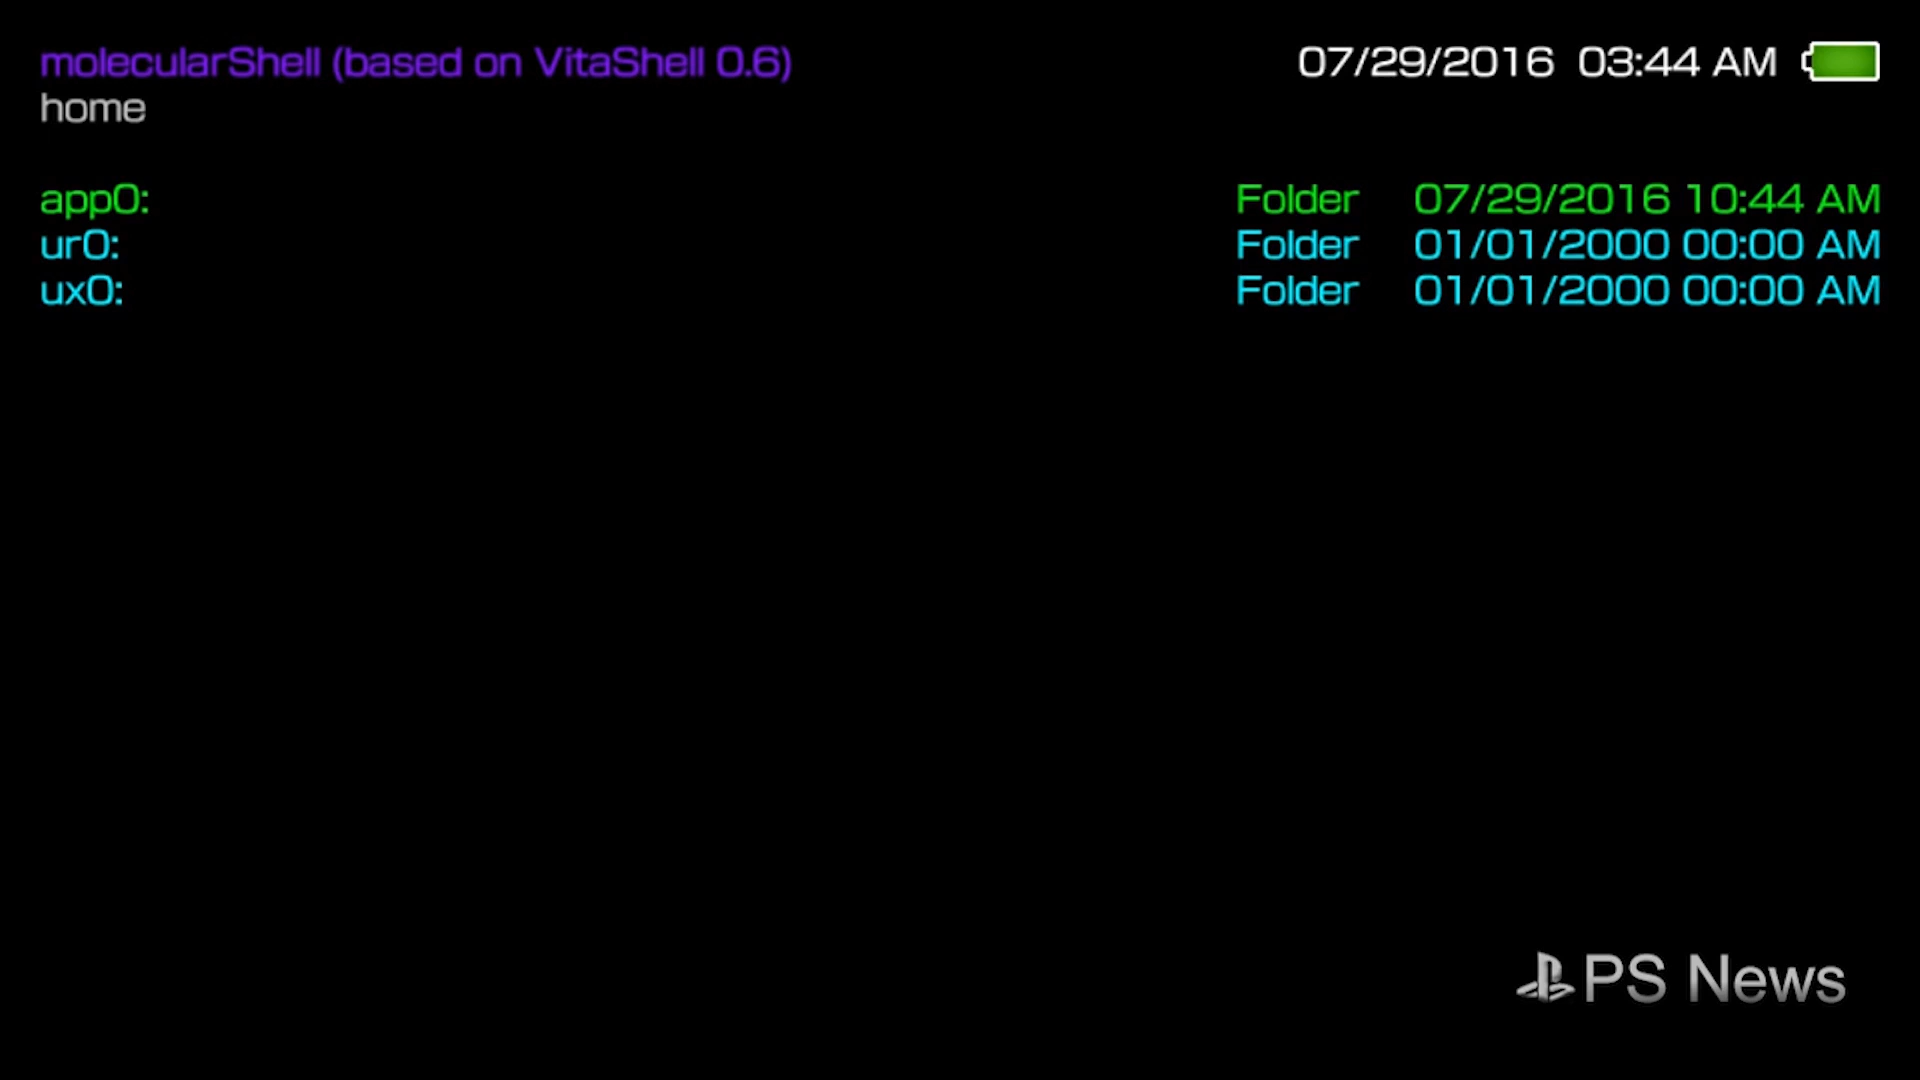 molecularShell (based on VitaShell 0.6) 07/29/2016 03:44 AM
home
app0: Folder 07/29/2016 10:44 AM
ur0: Folder 01/01/2000 00:00 AM
ux0: Folder 01/01/2000 00:00 AM
PS News